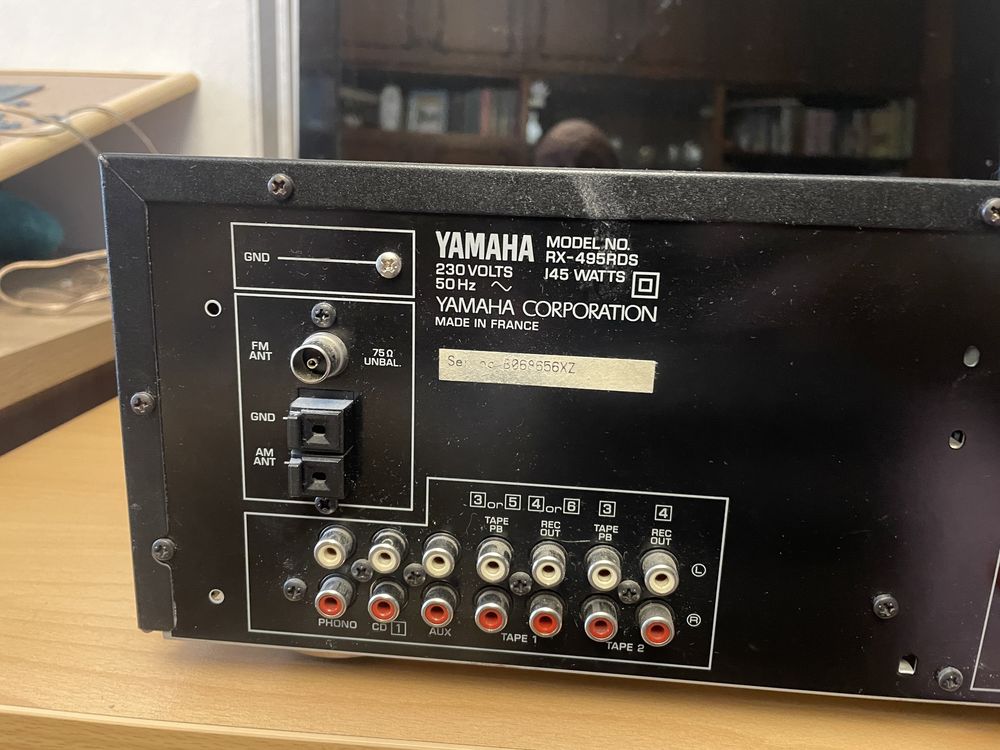 GND
YAMAHA
MODEL NO.
RX-495RDS
230 VOLTS
145 WATTS
50 Hz
YAMAHA CORPORATION
MADE IN FRANCE
FM
ANT
75Ω
UNBAL.
GND
AM
ANT
3 or 5
4 or 6
3
4
TAPE
PB
REC
OUT
TAPE
PB
REC
OUT
L
R
PHONO
CD 1
AUX
TAPE 1
TAPE 2